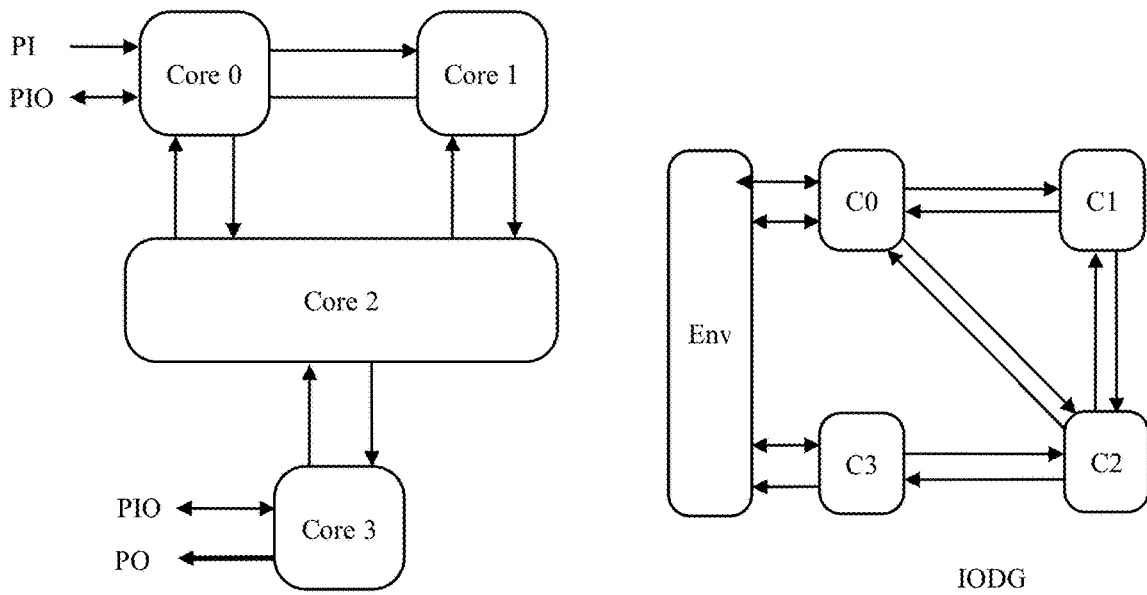 PI
Core 0
Core 1
PIO
Core 2
PIO
Core 3
PO
Env
C0
C1
C3
C2
IODG